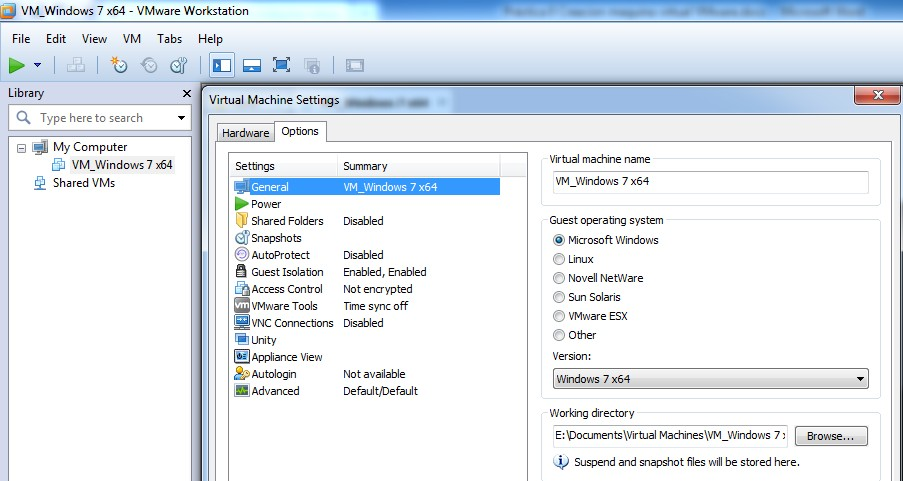 VM_Windows 7 x64 - VMware Workstation
File Edit View VM Tabs Help
Library
Type here to search
My Computer
VM_Windows 7 x64
Shared VMs
Virtual Machine Settings
Hardware Options
Settings Summary
General VM_Windows 7 x64
Power
Shared Folders Disabled
Snapshots
AutoProtect Disabled
Guest Isolation Enabled, Enabled
Access Control Not encrypted
VMware Tools Time sync off
VNC Connections Disabled
Unity
Appliance View
Autologin Not available
Advanced Default/Default
Virtual machine name
VM_Windows 7 x64
Guest operating system
Microsoft Windows
Linux
Novell NetWare
Sun Solaris
VMware ESX
Other
Version:
Windows 7 x64
Working directory
E:\Documents\Virtual Machines\VM_Windows 7 x
Browse...
Suspend and snapshot files will be stored here.